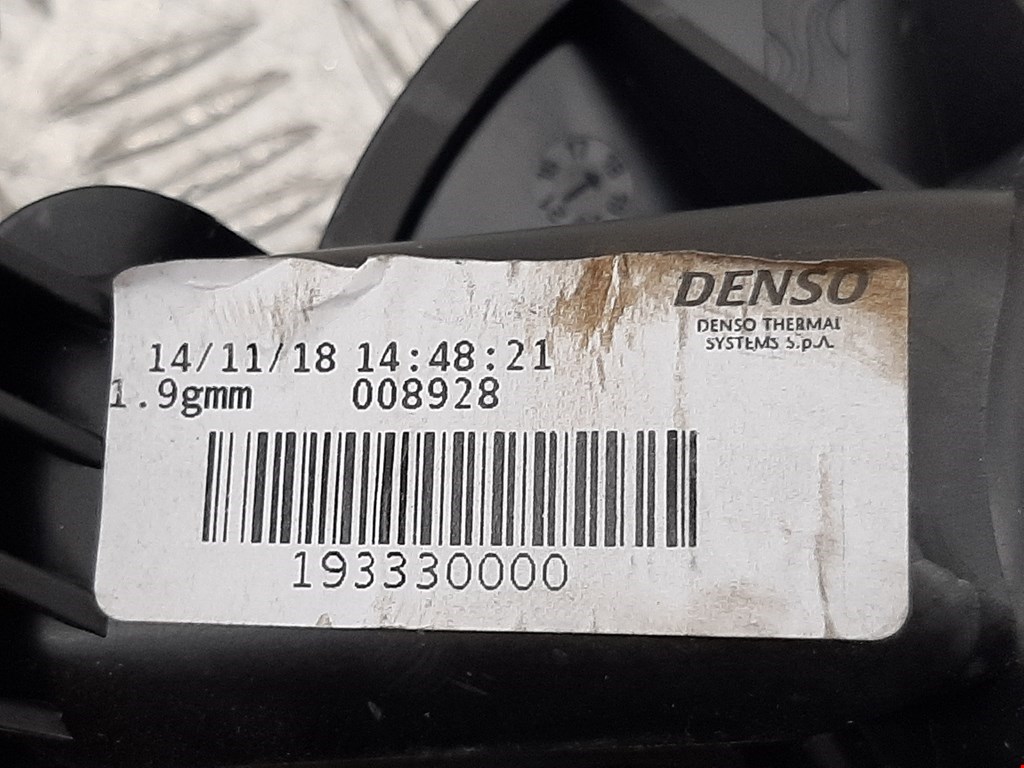 DENSO
DENSO THERMAL
SYSTEMS S.p.A.
14/11/18 14:48:21
1.9gmm 008928
193330000